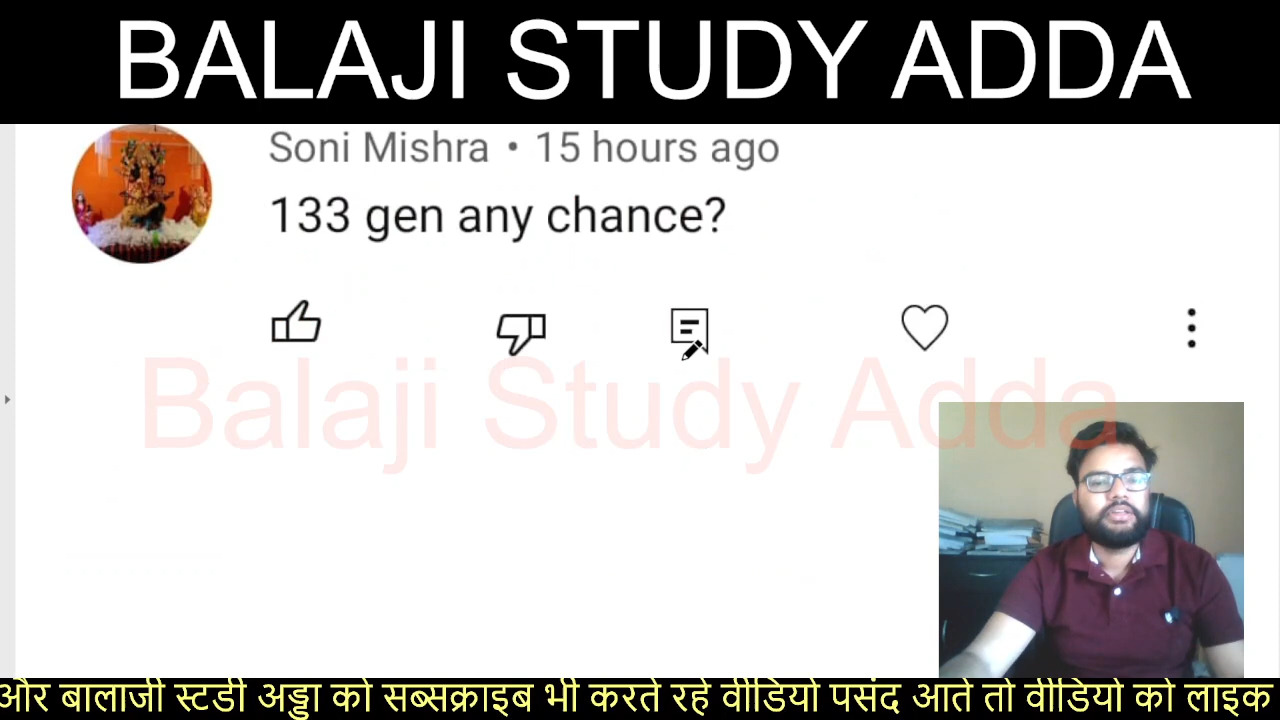 BALAJI STUDY ADDA
Soni Mishra • 15 hours ago
133 gen any chance?
Balaji Study Adda
और बालाजी स्टडी अड्डा को सब्सक्राइब भी करते रहे वीडियो पसंद आते तो वीडियो को लाइक